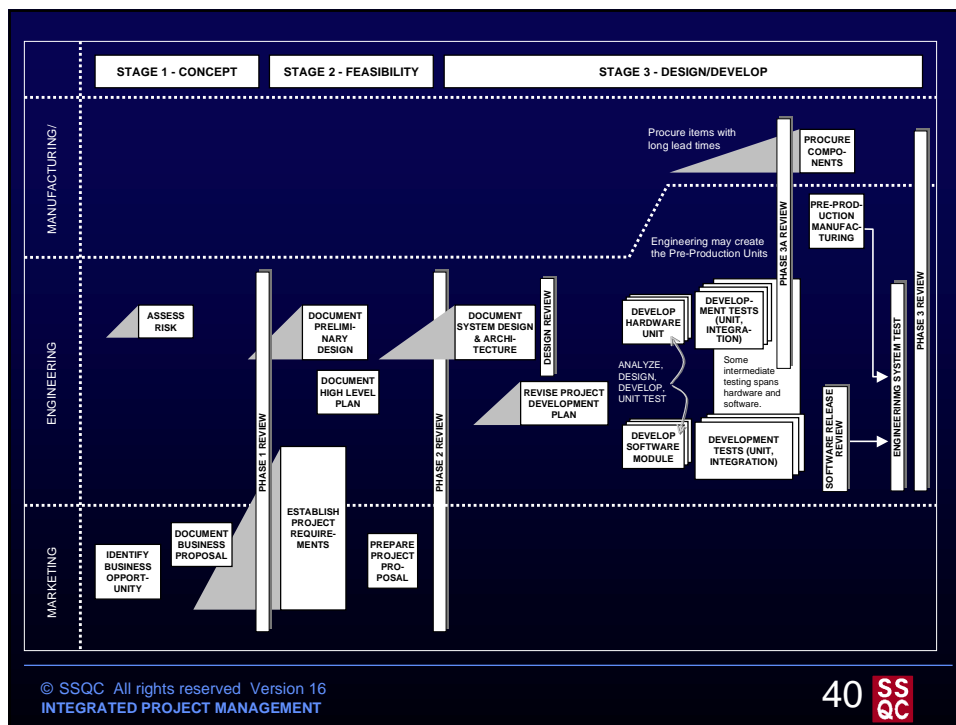 STAGE 1 - CONCEPT
STAGE 2 - FEASIBILITY
STAGE 3 - DESIGN/DEVELOP
MANUFACTURING/
Procure items with
long lead times
PROCURE
COMPO-
NENTS
PHASE 3A REVIEW
PRE-PROD-
UCTION
MANUFAC-
TURING
Engineering may create
the Pre-Production Units
PHASE 3 REVIEW
ENGINEERING
ASSESS
RISK
PHASE 1 REVIEW
DOCUMENT
PRELIMI-
NARY
DESIGN
DOCUMENT
HIGH LEVEL
PLAN
PHASE 2 REVIEW
DOCUMENT
SYSTEM DESIGN
& ARCHI-
TECTURE
DESIGN REVIEW
REVISE PROJECT
DEVELOPMENT
PLAN
DEVELOP
HARDWARE
UNIT
DEVELOP-
MENT TESTS
(UNIT,
INTEGRA-
TION)
ANALYZE,
DESIGN,
DEVELOP,
UNIT TEST
Some
intermediate
testing spans
hardware and
software.
DEVELOP
SOFTWARE
MODULE
DEVELOPMENT
TESTS (UNIT,
INTEGRATION)
SOFTWARE RELEASE
REVIEW
ENGINEERINMG SYSTEM TEST
MARKETING
IDENTIFY
BUSINESS
OPPORT-
UNITY
DOCUMENT
BUSINESS
PROPOSAL
ESTABLISH
PROJECT
REQUIRE-
MENTS
PREPARE
PROJECT
PRO-
POSAL
© SSQC All rights reserved Version 16
INTEGRATED PROJECT MANAGEMENT
40
SS
QC